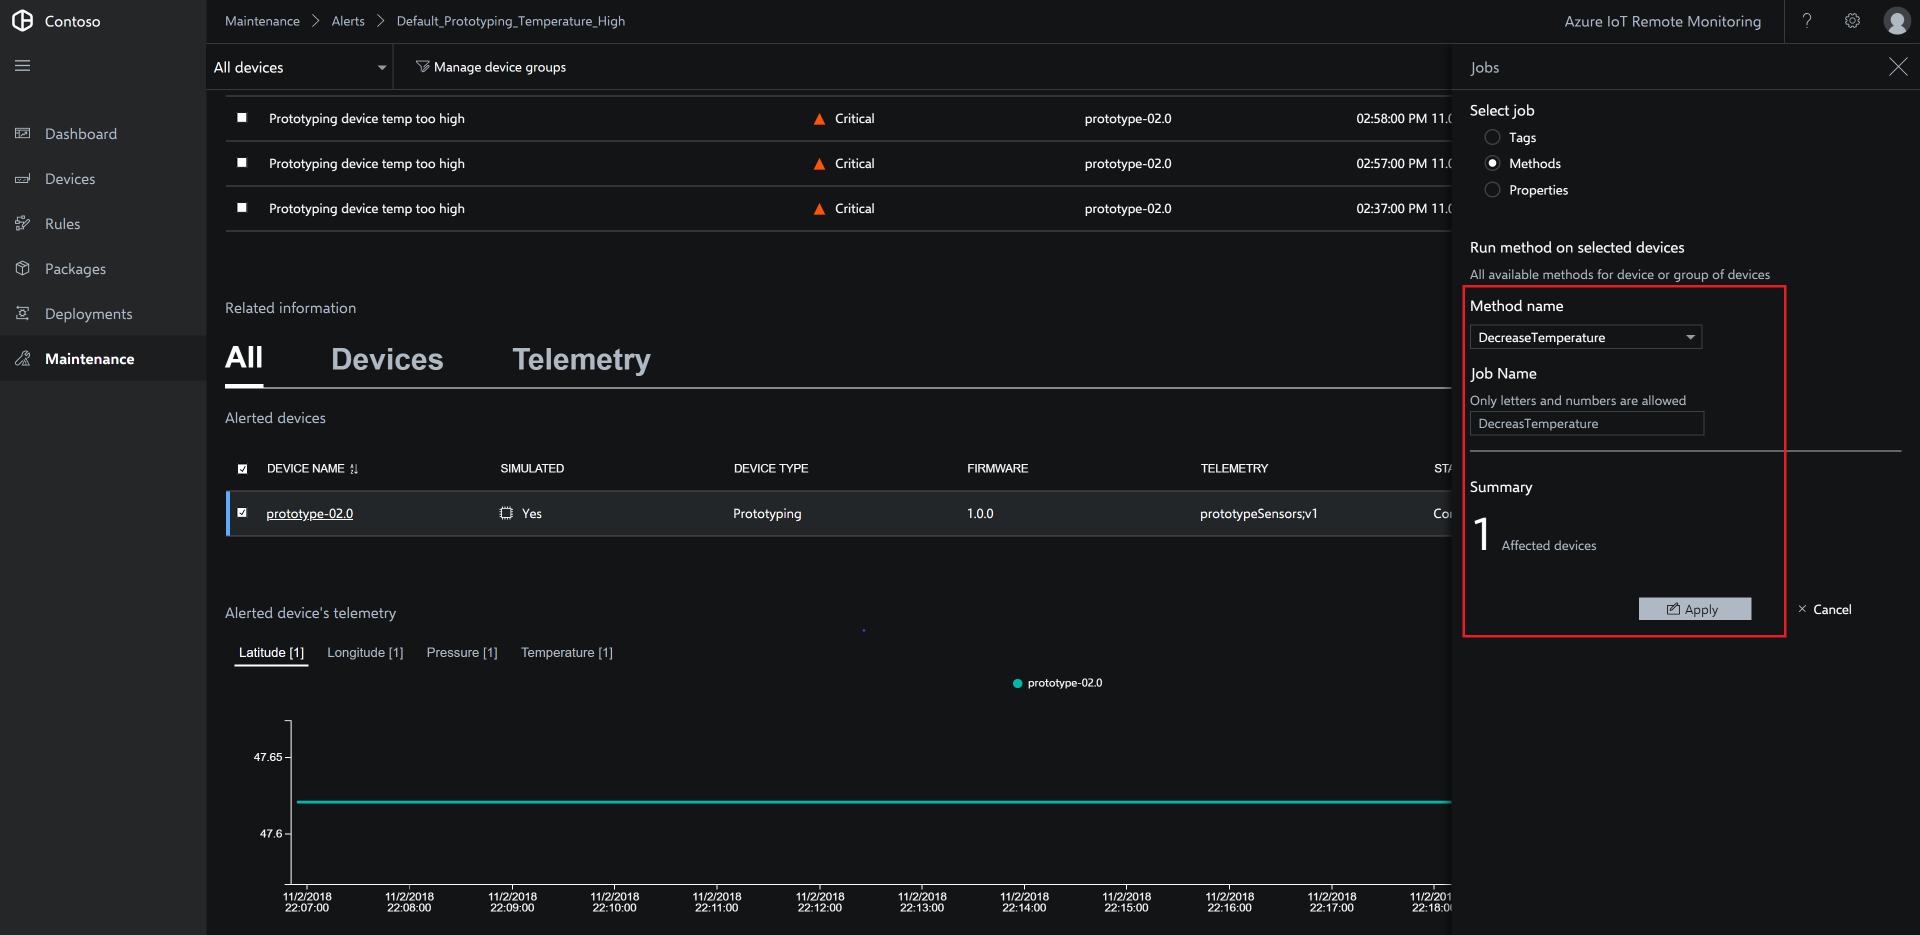 Contoso
Maintenance
Alerts
Default_Prototyping_Temperature_High
Azure IoT Remote Monitoring
?
All devices
Manage device groups
Dashboard
Devices
Rules
Packages
Deployments
Maintenance
Prototyping device temp too high Critical prototype-02.0 02:58:00 PM 11.0
Prototyping device temp too high Critical prototype-02.0 02:57:00 PM 11.0
Prototyping device temp too high Critical prototype-02.0 02:37:00 PM 11.0
Related information
All Devices Telemetry
Alerted devices
DEVICE NAME SIMULATED DEVICE TYPE FIRMWARE TELEMETRY STA
prototype-02.0 Yes Prototyping 1.0.0 prototypeSensors;v1 Co
Alerted device's telemetry
Latitude [1] Longitude [1] Pressure [1] Temperature [1]
prototype-02.0
47.65
47.6
11/2/2018 11/2/2018 11/2/2018 11/2/2018 11/2/2018 11/2/2018 11/2/2018 11/2/2018 11/2/2018 11/2/2018 11/2/2018 11/2/201
22:07:00 22:08:00 22:09:00 22:10:00 22:11:00 22:12:00 22:13:00 22:14:00 22:15:00 22:16:00 22:17:00 22:18:0
Jobs
Select job
Tags
Methods
Properties
Run method on selected devices
All available methods for device or group of devices
Method name
DecreaseTemperature
Job Name
Only letters and numbers are allowed
DecreasTemperature
Summary
1 Affected devices
Apply
Cancel